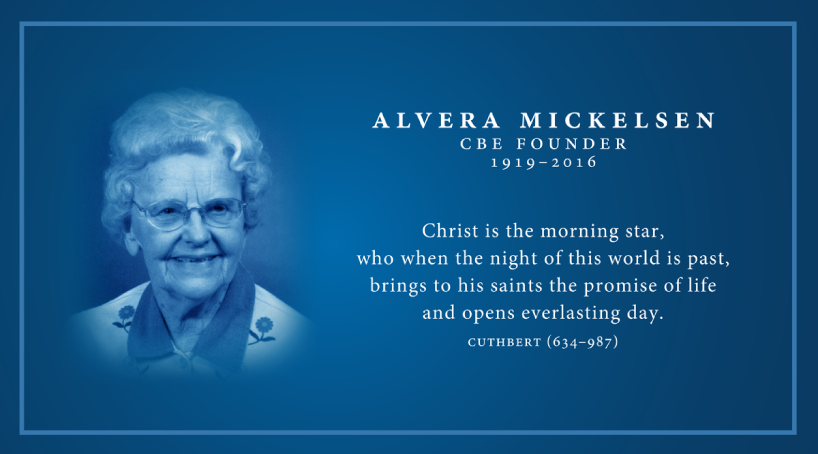 ALVERA MICKELSEN
CBE FOUNDER
1919–2016
Christ is the morning star,
who when the night of this world is past,
brings to his saints the promise of life
and opens everlasting day.
CUTHBERT (634–987)